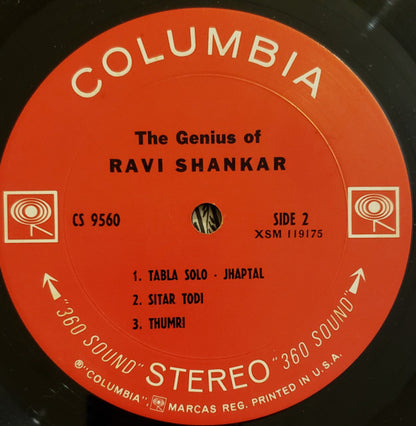 COLUMBIA
The Genius of
RAVI SHANKAR
CS 9560
SIDE 2
XSM 119175
1. TABLA SOLO - JHAPTAL
2. SITAR TODI
3. THUMRI
"360 SOUND" STEREO "360 SOUND"
® "COLUMBIA", MARCAS REG. PRINTED IN U.S.A.